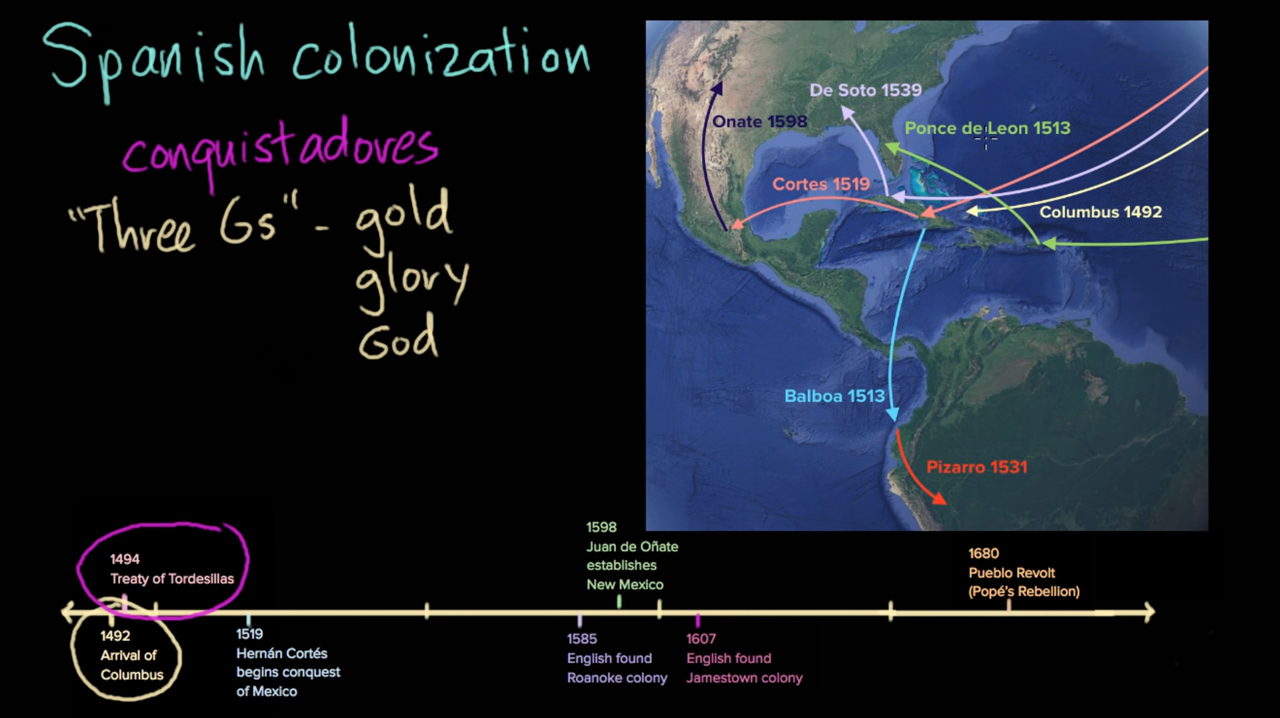 Spanish colonization
conquistadores
"Three Gs" - gold
glory
God
De Soto 1539
Onate 1598
Ponce de Leon 1513
Cortes 1519
Columbus 1492
Balboa 1513
Pizarro 1531
1494
Treaty of Tordesillas
1598
Juan de Oñate
establishes
New Mexico
1680
Pueblo Revolt
(Popé's Rebellion)
1492
Arrival of
Columbus
1519
Hernán Cortés
begins conquest
of Mexico
1585
English found
Roanoke colony
1607
English found
Jamestown colony